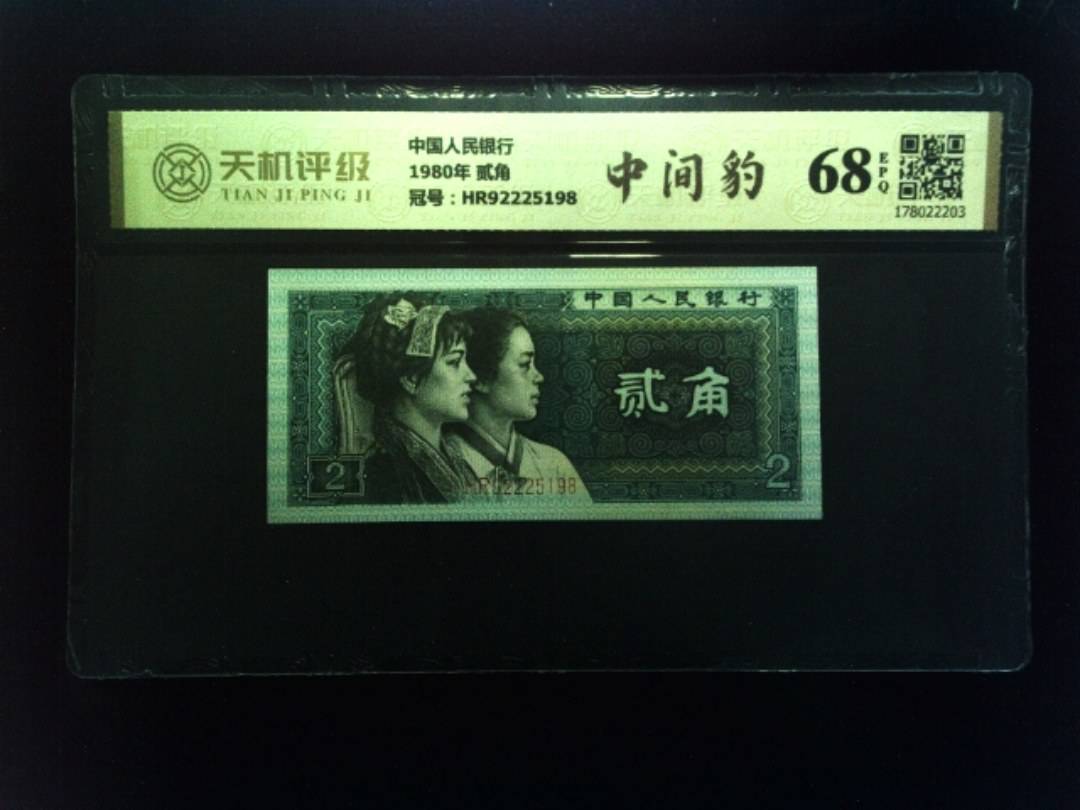 天机评级
TIAN JI PING JI
中国人民银行
1980年 贰角
冠号：HR92225198
中间豹
68
EPQ
178022203
中国人民银行
贰角
2
2
HR92225198